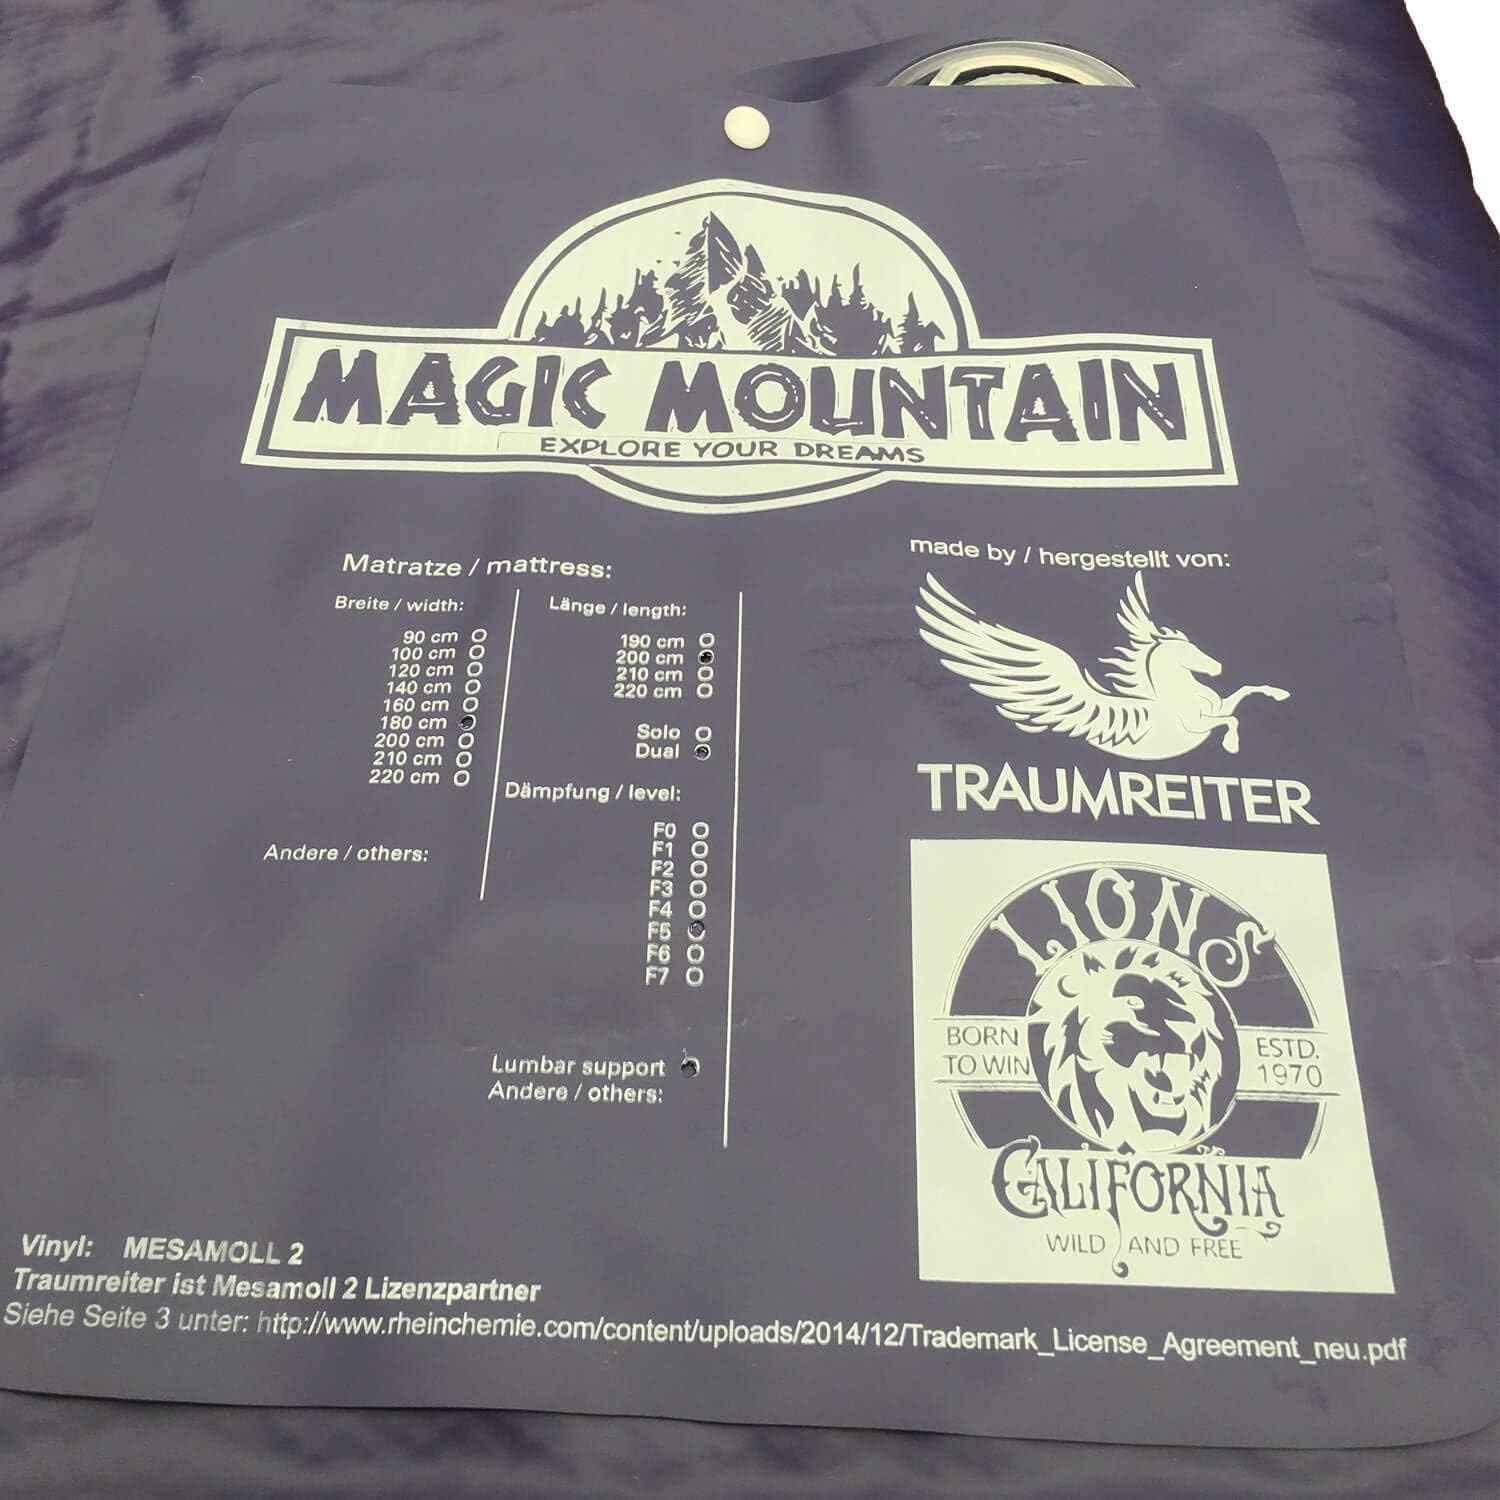 MAGIC MOUNTAIN
EXPLORE YOUR DREAMS
Matratze / mattress:
Breite / width:
90 cm
100 cm
120 cm
140 cm
160 cm
180 cm
200 cm
210 cm
220 cm
Andere / others:
Länge / length:
190 cm
200 cm
210 cm
220 cm
Solo
Dual
Dämpfung / level:
F0
F1
F2
F3
F4
F5
F6
F7
Lumbar support
Andere / others:
made by / hergestellt von:
TRAUMREITER
LIONS
BORN
TO WIN
ESTD.
1970
CALIFORNIA
WILD AND FREE
Vinyl: MESAMOLL 2
Traumreiter ist Mesamoll 2 Lizenzpartner
Siehe Seite 3 unter: http://www.rheinchemie.com/content/uploads/2014/12/Trademark_License_Agreement_neu.pdf